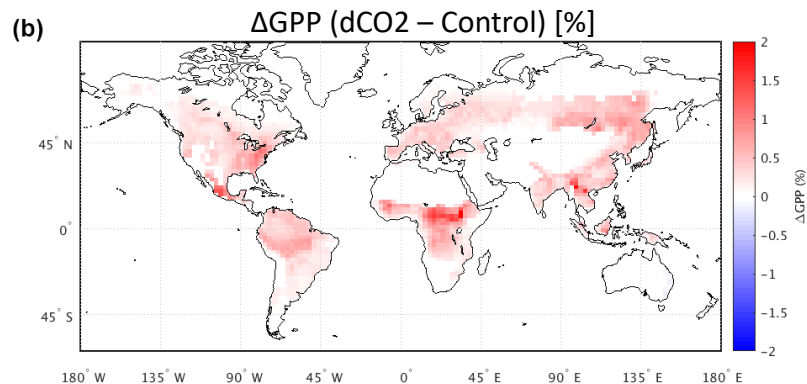 (b)
ΔGPP (dCO2 – Control) [%]
45° N
0°
45° S
180° W
135° W
90° W
45° W
0°
45° E
90° E
135° E
180° E
2
1.5
1
0.5
0
−0.5
−1
−1.5
−2
ΔGPP (%)